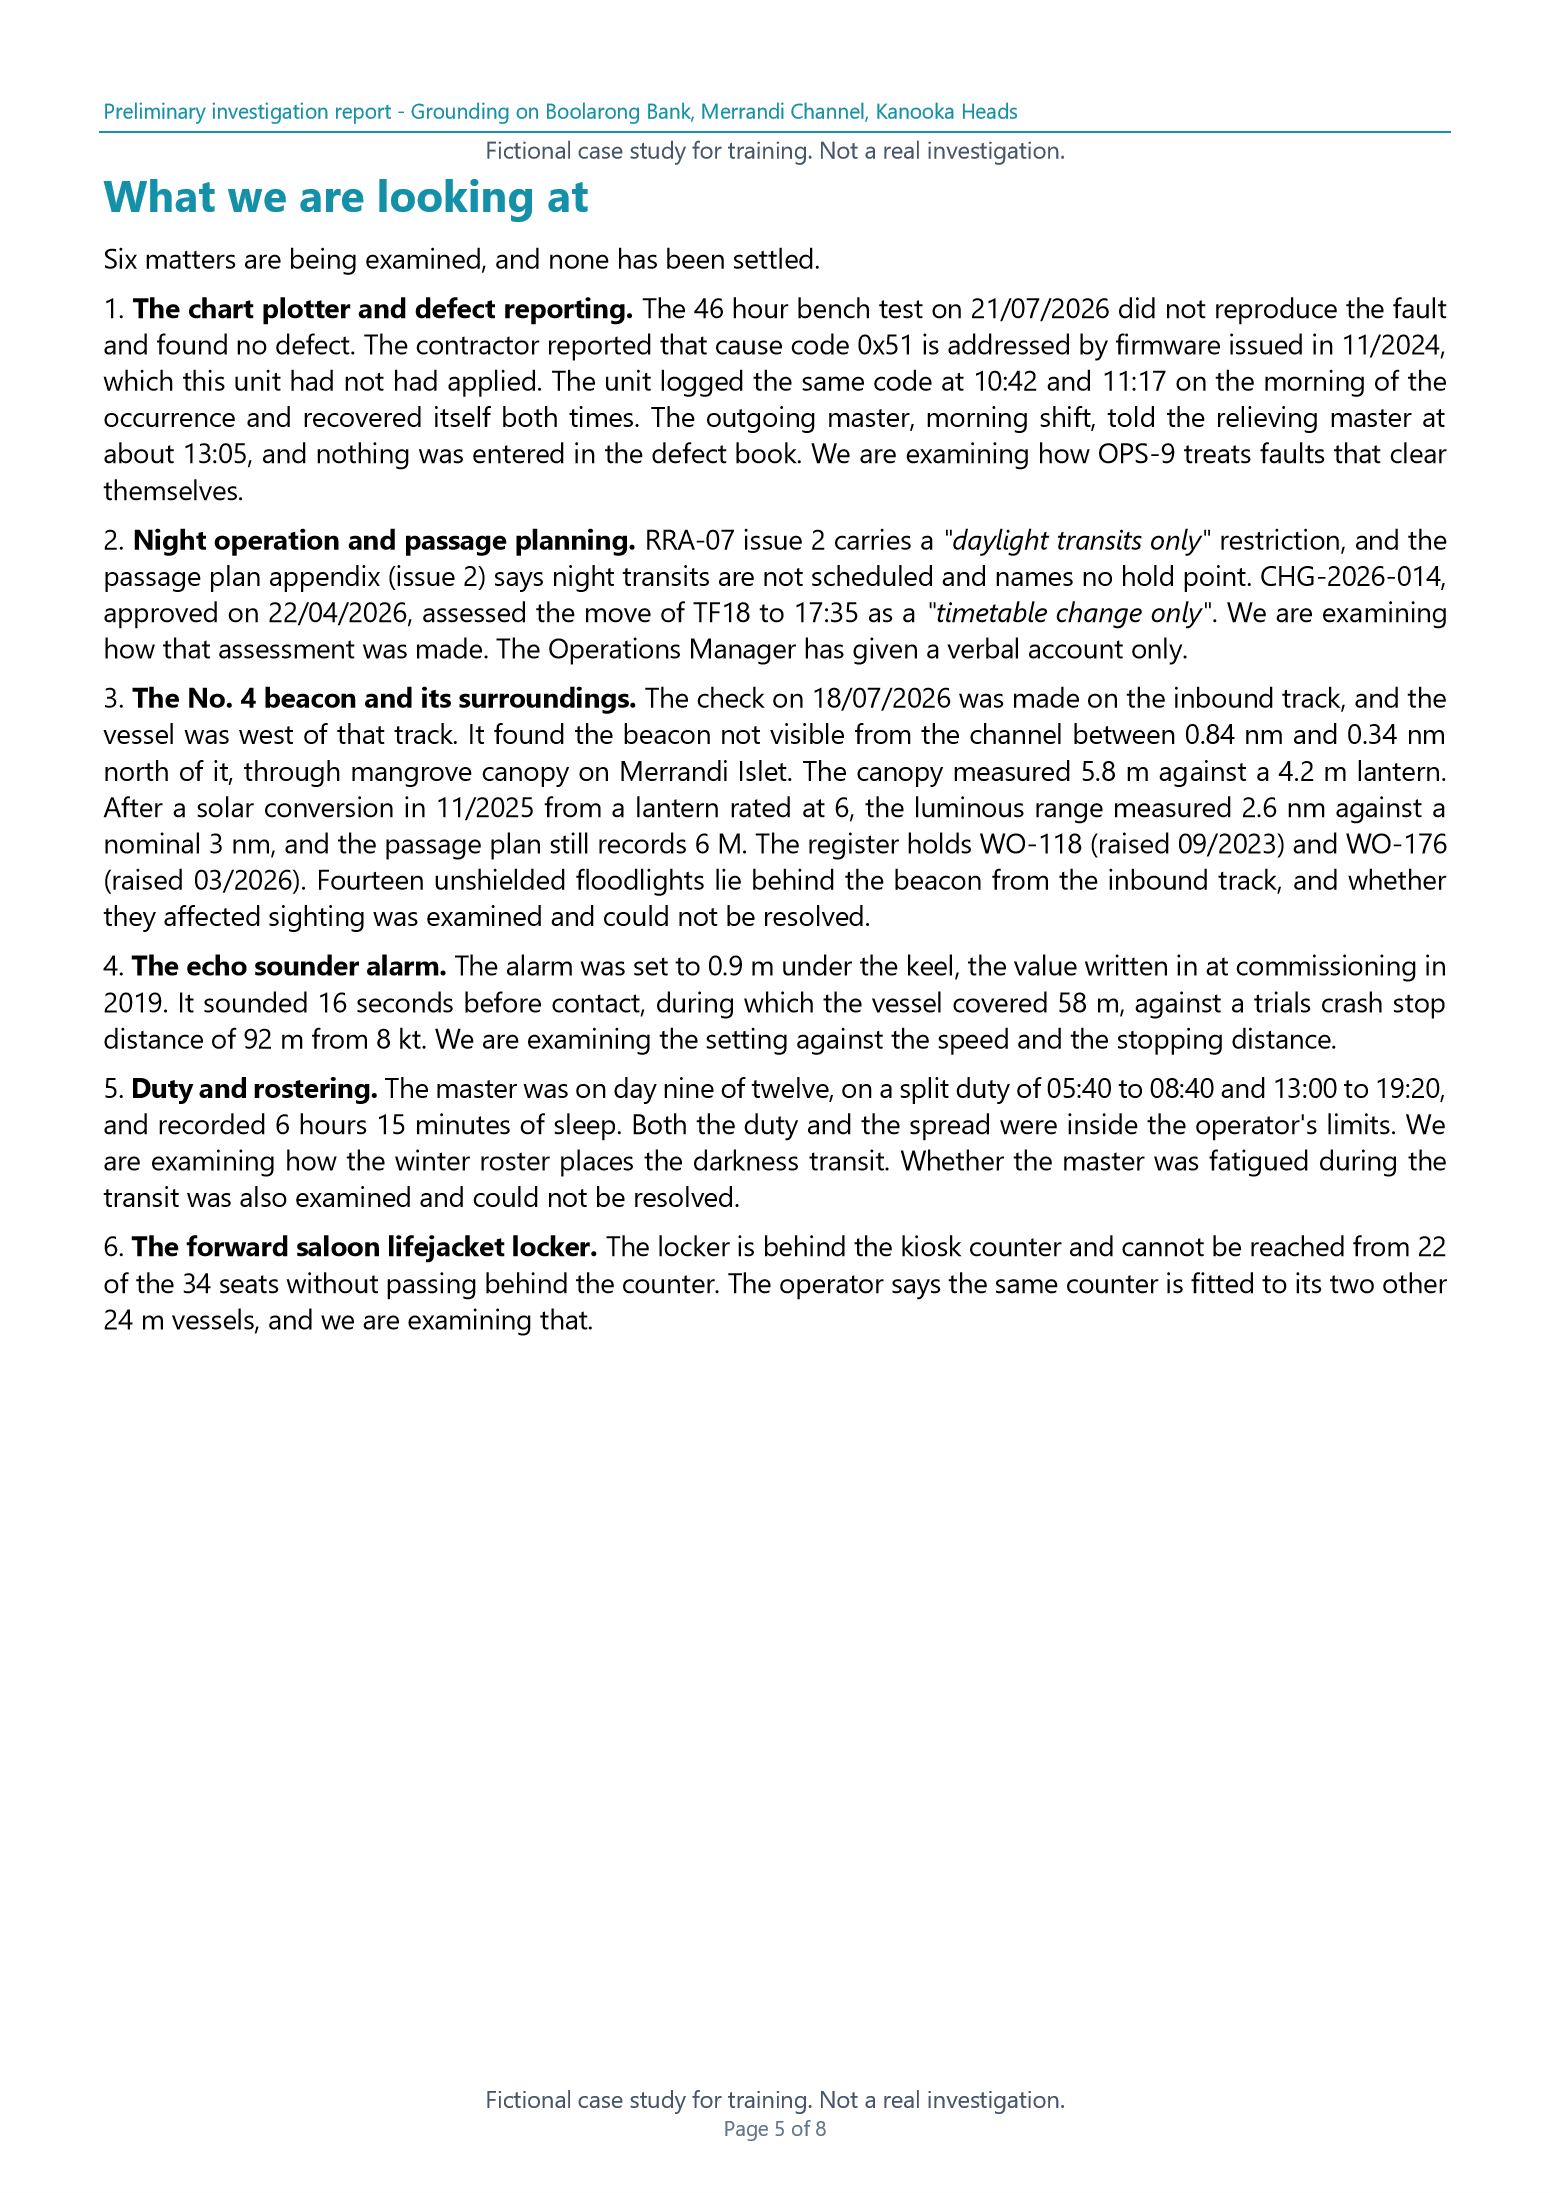 Preliminary investigation report - Grounding on Boolarong Bank, Merrandi Channel, Kanooka Heads
Fictional case study for training. Not a real investigation.
What we are looking at
Six matters are being examined, and none has been settled.
1. The chart plotter and defect reporting. The 46 hour bench test on 21/07/2026 did not reproduce the fault
and found no defect. The contractor reported that cause code 0x51 is addressed by firmware issued in 11/2024,
which this unit had not had applied. The unit logged the same code at 10:42 and 11:17 on the morning of the
occurrence and recovered itself both times. The outgoing master, morning shift, told the relieving master at
about 13:05, and nothing was entered in the defect book. We are examining how OPS-9 treats faults that clear
themselves.
2. Night operation and passage planning. RRA-07 issue 2 carries a "daylight transits only" restriction, and the
passage plan appendix (issue 2) says night transits are not scheduled and names no hold point. CHG-2026-014,
approved on 22/04/2026, assessed the move of TF18 to 17:35 as a "timetable change only". We are examining
how that assessment was made. The Operations Manager has given a verbal account only.
3. The No. 4 beacon and its surroundings. The check on 18/07/2026 was made on the inbound track, and the
vessel was west of that track. It found the beacon not visible from the channel between 0.84 nm and 0.34 nm
north of it, through mangrove canopy on Merrandi Islet. The canopy measured 5.8 m against a 4.2 m lantern.
After a solar conversion in 11/2025 from a lantern rated at 6, the luminous range measured 2.6 nm against a
nominal 3 nm, and the passage plan still records 6 M. The register holds WO-118 (raised 09/2023) and WO-176
(raised 03/2026). Fourteen unshielded floodlights lie behind the beacon from the inbound track, and whether
they affected sighting was examined and could not be resolved.
4. The echo sounder alarm. The alarm was set to 0.9 m under the keel, the value written in at commissioning in
2019. It sounded 16 seconds before contact, during which the vessel covered 58 m, against a trials crash stop
distance of 92 m from 8 kt. We are examining the setting against the speed and the stopping distance.
5. Duty and rostering. The master was on day nine of twelve, on a split duty of 05:40 to 08:40 and 13:00 to 19:20,
and recorded 6 hours 15 minutes of sleep. Both the duty and the spread were inside the operator's limits. We
are examining how the winter roster places the darkness transit. Whether the master was fatigued during the
transit was also examined and could not be resolved.
6. The forward saloon lifejacket locker. The locker is behind the kiosk counter and cannot be reached from 22
of the 34 seats without passing behind the counter. The operator says the same counter is fitted to its two other
24 m vessels, and we are examining that.
Fictional case study for training. Not a real investigation.
Page 5 of 8